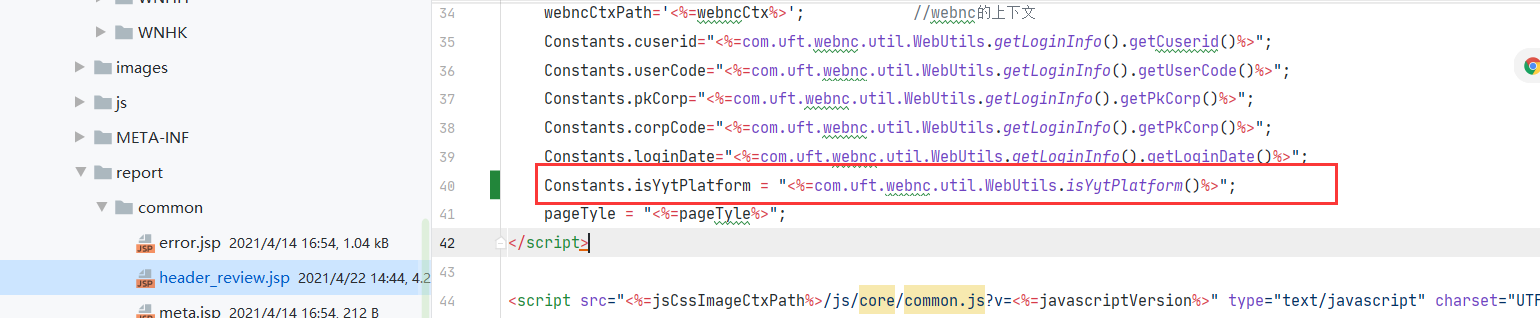 WNHH
WNHK
images
js
META-INF
report
common
error.jsp 2021/4/14 16:54, 1.04 kB
header_review.jsp 2021/4/22 14:44, 4.2
meta.jsp 2021/4/14 16:54, 212 B
34 webncCtxPath='<%=webncCtx%>'; //webnc的上下文
35 Constants.cuserid="<%=com.uft.webnc.util.WebUtils.getLoginInfo().getCuserid()%>";
36 Constants.userCode="<%=com.uft.webnc.util.WebUtils.getLoginInfo().getUserCode()%>";
37 Constants.pkCorp="<%=com.uft.webnc.util.WebUtils.getLoginInfo().getPkCorp()%>";
38 Constants.corpCode="<%=com.uft.webnc.util.WebUtils.getLoginInfo().getPkCorp()%>";
39 Constants.loginDate="<%=com.uft.webnc.util.WebUtils.getLoginInfo().getLoginDate()%>";
40 Constants.isYytPlatform = "<%=com.uft.webnc.util.WebUtils.isYytPlatform()%>";
41 pageTyle = "<%=pageTyle%>";
42 </script>
43
44 <script src="<%=jsCssImageCtxPath%>/js/core/common.js?v=<%=javascriptVersion%>" type="text/javascript" charset="UTF